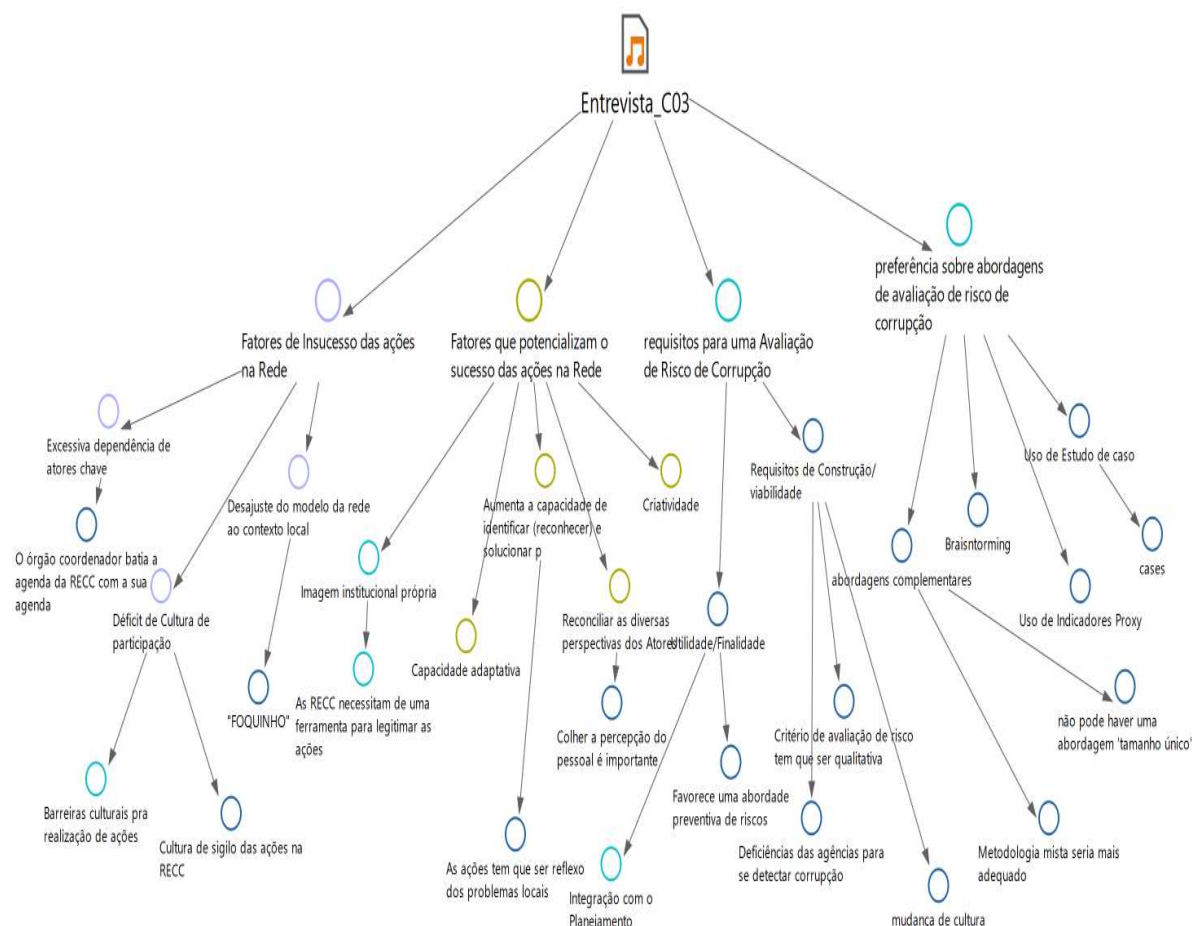 Entrevista_C03
Fatores de Insucesso das ações
na Rede
Fatores que potencializam o
sucesso das ações na Rede
requisitos para uma Avaliação
de Risco de Corrupção
preferência sobre abordagens
de avaliação de risco de
corrupção
Excessiva dependência de
atores chave
O órgão coordenador batia a
agenda da RECC com a sua
agenda
Déficit de Cultura de
participação
Barreiras culturais pra
realização de ações
Cultura de sigilo das ações na
RECC
Desajuste do modelo da rede
ao contexto local
"FOQUINHO"
Imagem institucional própria
As RECC necessitam de uma
ferramenta para legitimar as
ações
Capacidade adaptativa
Aumenta a capacidade de
identificar (reconhecer) e
solucionar p
As ações tem que ser reflexo
dos problemas locais
Reconciliar as diversas
perspectivas dos Atores
Colher a percepção do
pessoal é importante
Criatividade
Utilidade/Finalidade
Integração com o
Planejamento
Favorece uma abordade
preventiva de riscos
Requisitos de Construção/
viabilidade
Deficiências das agências para
se detectar corrupção
Critério de avaliação de risco
tem que ser qualitativa
mudança de cultura
abordagens complementares
Metodologia mista seria mais
adequado
não pode haver uma
abordagem 'tamanho único'
Braisntorming
Uso de Indicadores Proxy
Uso de Estudo de caso
cases